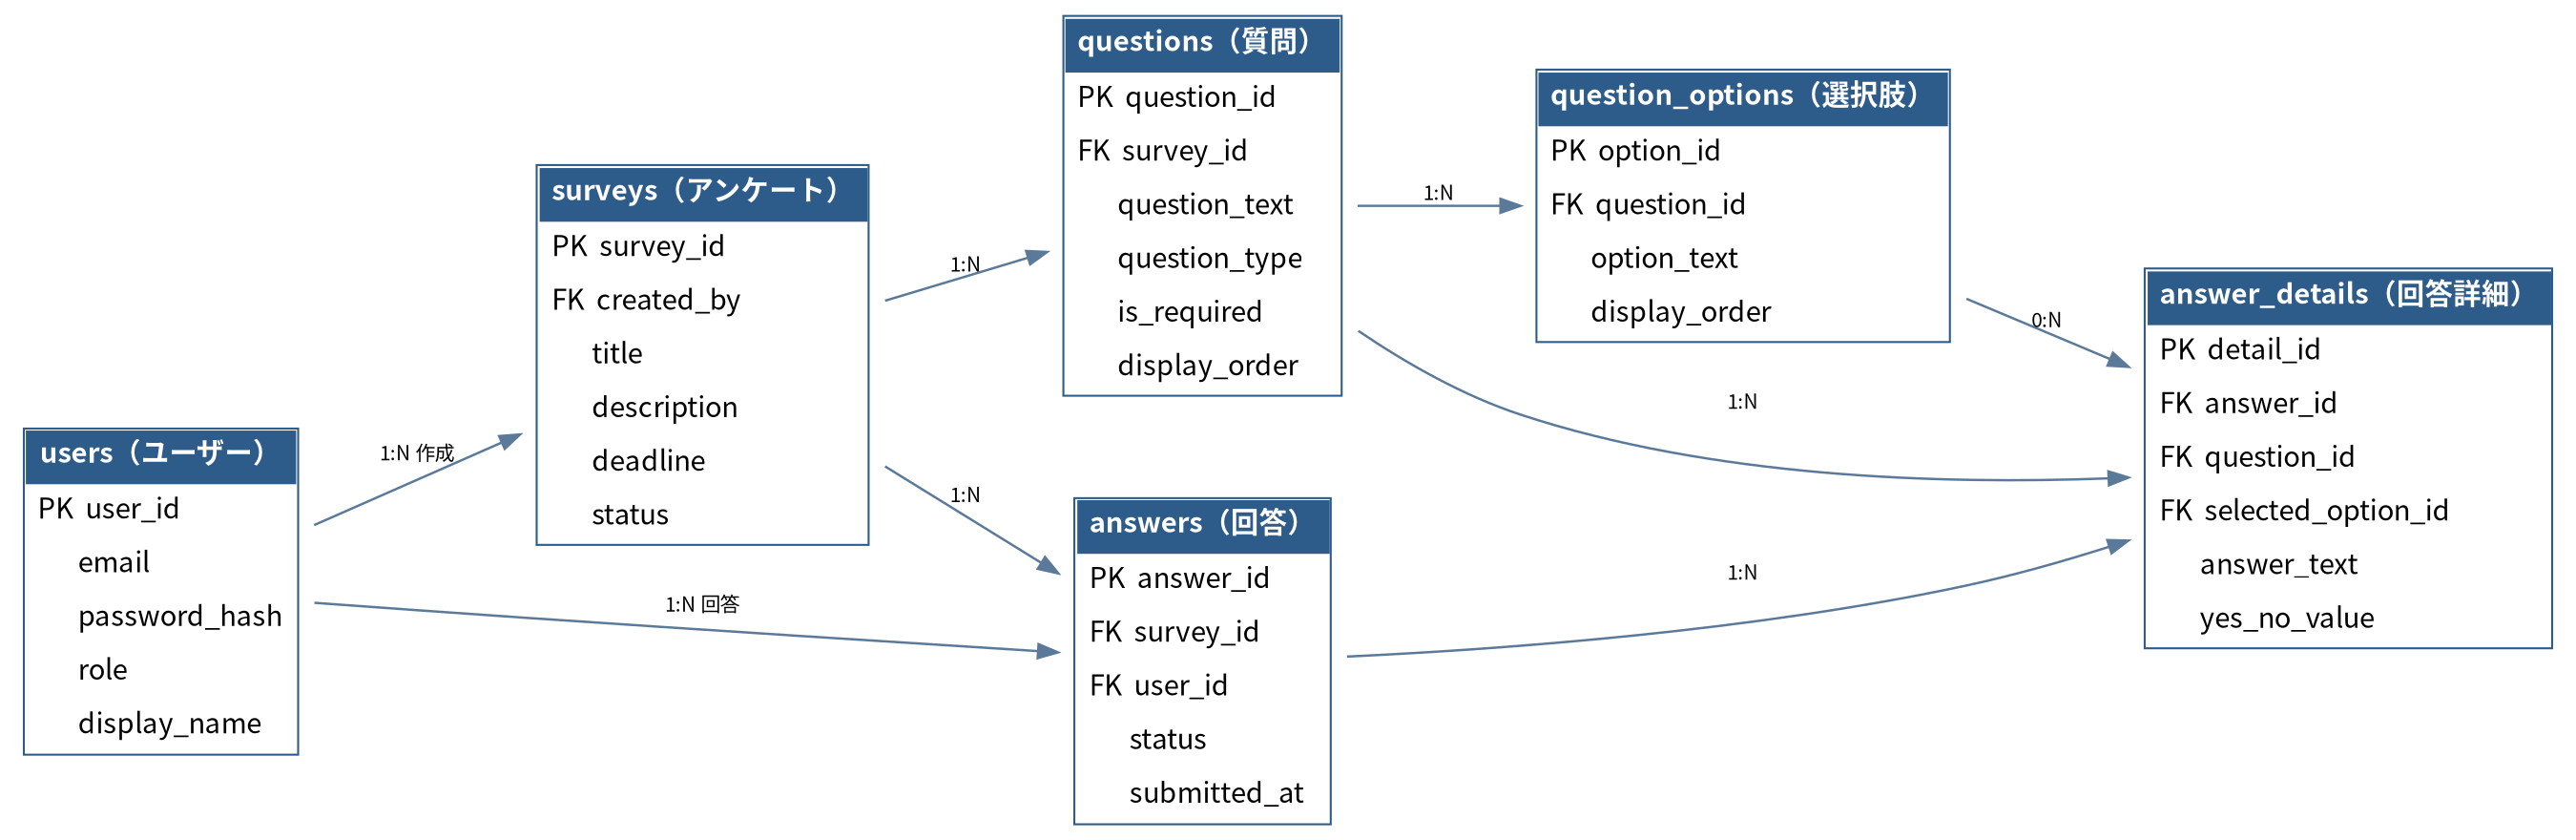 users（ユーザー）
PK user_id
email
password_hash
role
display_name
1:N 作成
1:N 回答
surveys（アンケート）
PK survey_id
FK created_by
title
description
deadline
status
1:N
1:N
questions（質問）
PK question_id
FK survey_id
question_text
question_type
is_required
display_order
answers（回答）
PK answer_id
FK survey_id
FK user_id
status
submitted_at
1:N
1:N
1:N
question_options（選択肢）
PK option_id
FK question_id
option_text
display_order
0:N
answer_details（回答詳細）
PK detail_id
FK answer_id
FK question_id
FK selected_option_id
answer_text
yes_no_value